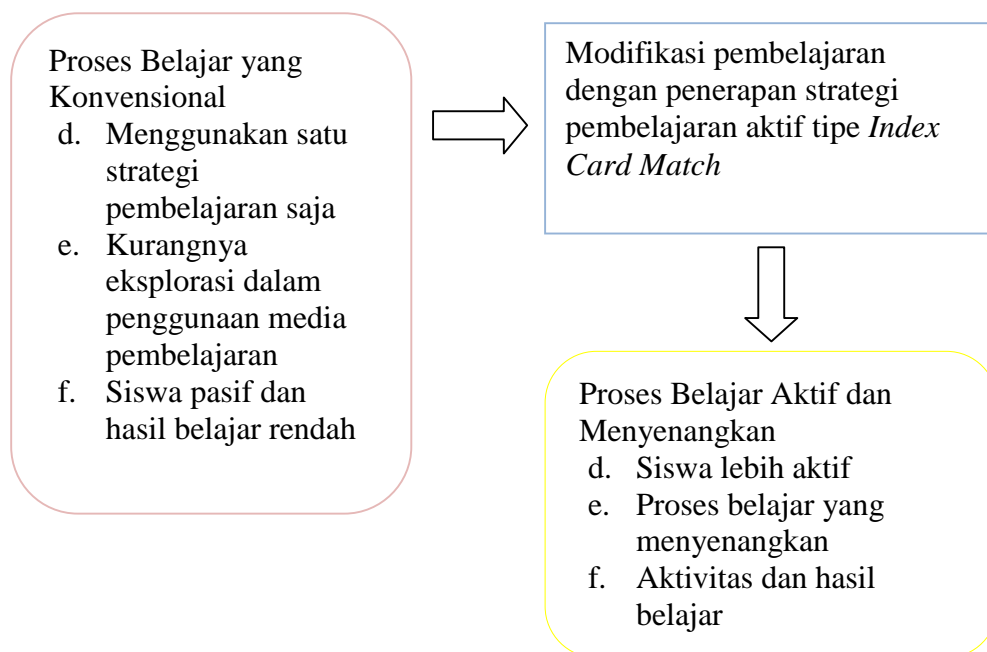 Proses Belajar yang
Konvensional
d. Menggunakan satu
strategi
pembelajaran saja
e. Kurangnya
eksplorasi dalam
penggunaan media
pembelajaran
f. Siswa pasif dan
hasil belajar rendah
Modifikasi pembelajaran
dengan penerapan strategi
pembelajaran aktif tipe Index
Card Match
Proses Belajar Aktif dan
Menyenangkan
d. Siswa lebih aktif
e. Proses belajar yang
menyenangkan
f. Aktivitas dan hasil
belajar